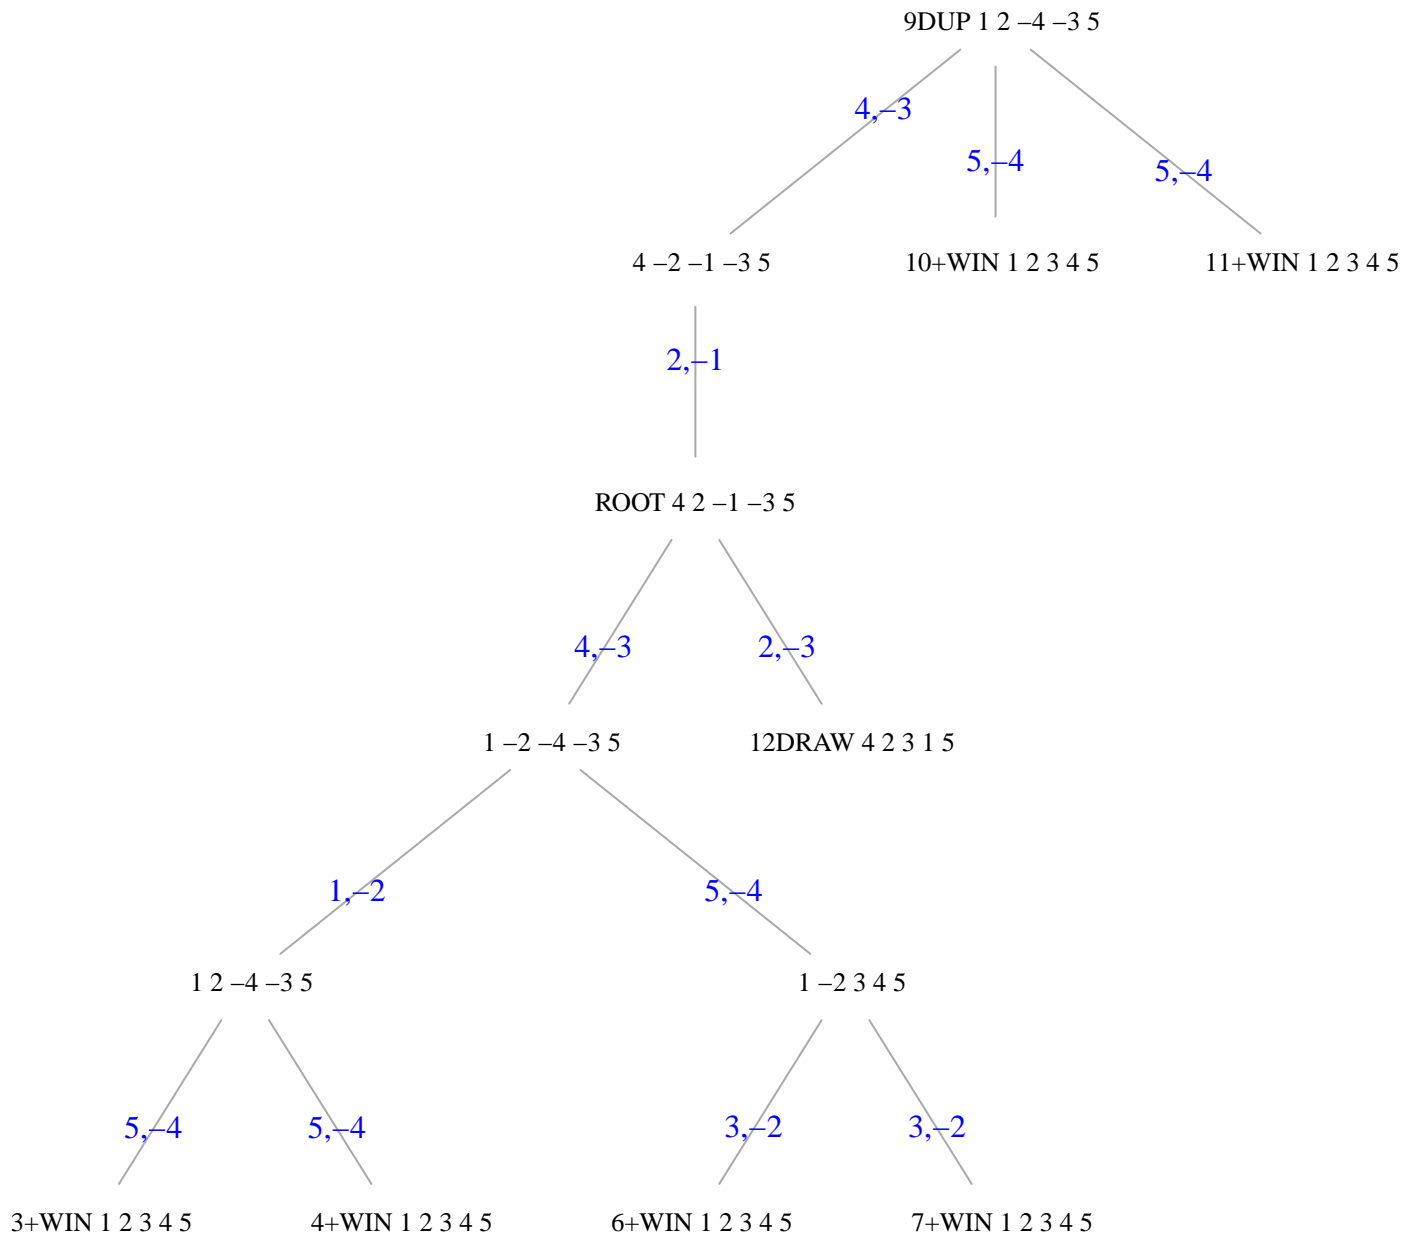 9DUP 1 2 –4 –3 5
4,–3
5,–4
5,–4
4 –2 –1 –3 5
10+WIN 1 2 3 4 5
11+WIN 1 2 3 4 5
2,–1
ROOT 4 2 –1 –3 5
4,–3
2,–3
1 –2 –4 –3 5
12DRAW 4 2 3 1 5
1,–2
5,–4
1 2 –4 –3 5
1 –2 3 4 5
5,–4
5,–4
3,–2
3,–2
3+WIN 1 2 3 4 5
4+WIN 1 2 3 4 5
6+WIN 1 2 3 4 5
7+WIN 1 2 3 4 5